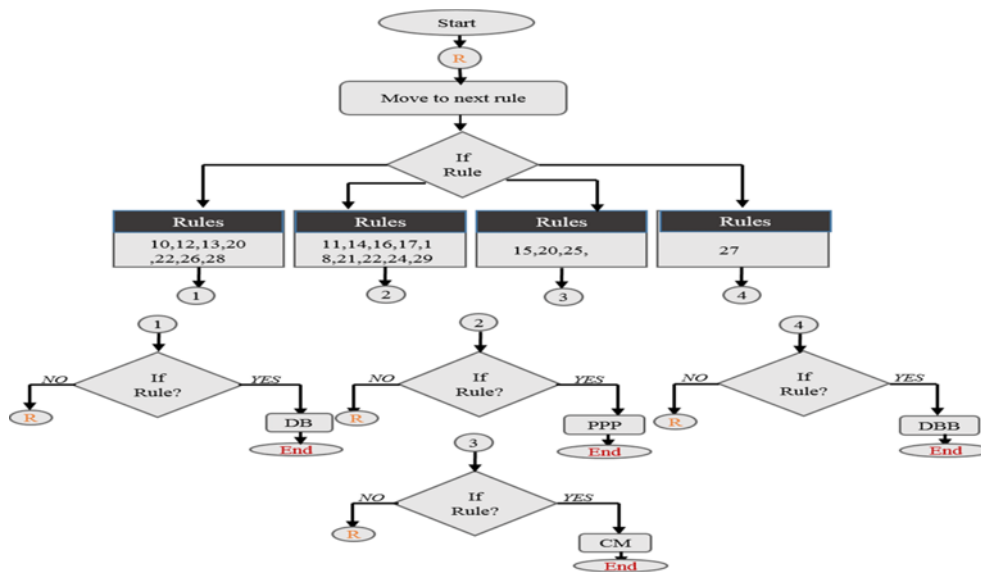 Start
R
Move to next rule
If
Rule
Rules
10,12,13,20
,22,26,28
Rules
11,14,16,17,1
8,21,22,24,29
Rules
15,20,25,
Rules
27
1
2
3
4
1
NO
If
Rule?
YES
R
DB
End
2
NO
If
Rule?
YES
R
PPP
End
4
NO
If
Rule?
YES
R
DBB
End
3
NO
If
Rule?
YES
R
CM
End